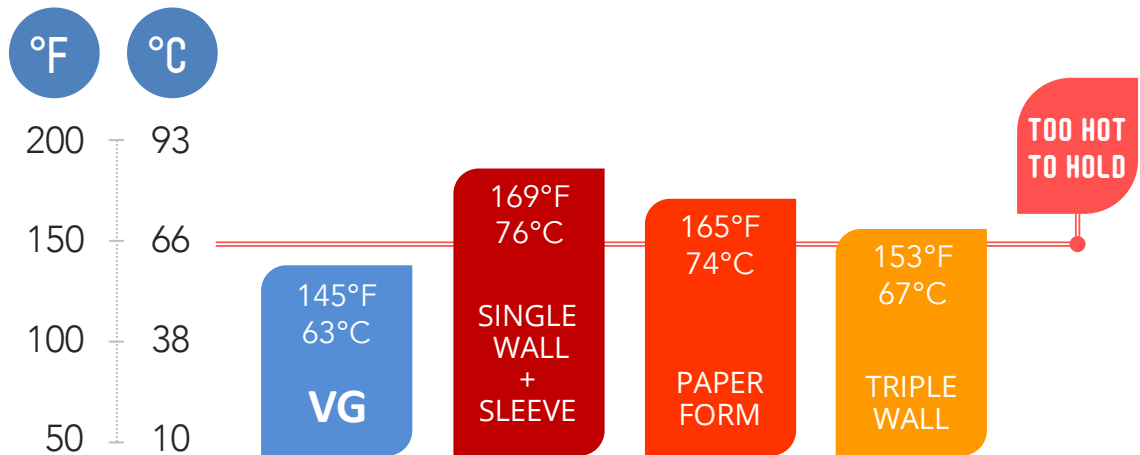 °F °C
200 93
150 66
100 38
50 10
145°F
63°C
VG
169°F
76°C
SINGLE
WALL
+
SLEEVE
165°F
74°C
PAPER
FORM
153°F
67°C
TRIPLE
WALL
TOO HOT
TO HOLD